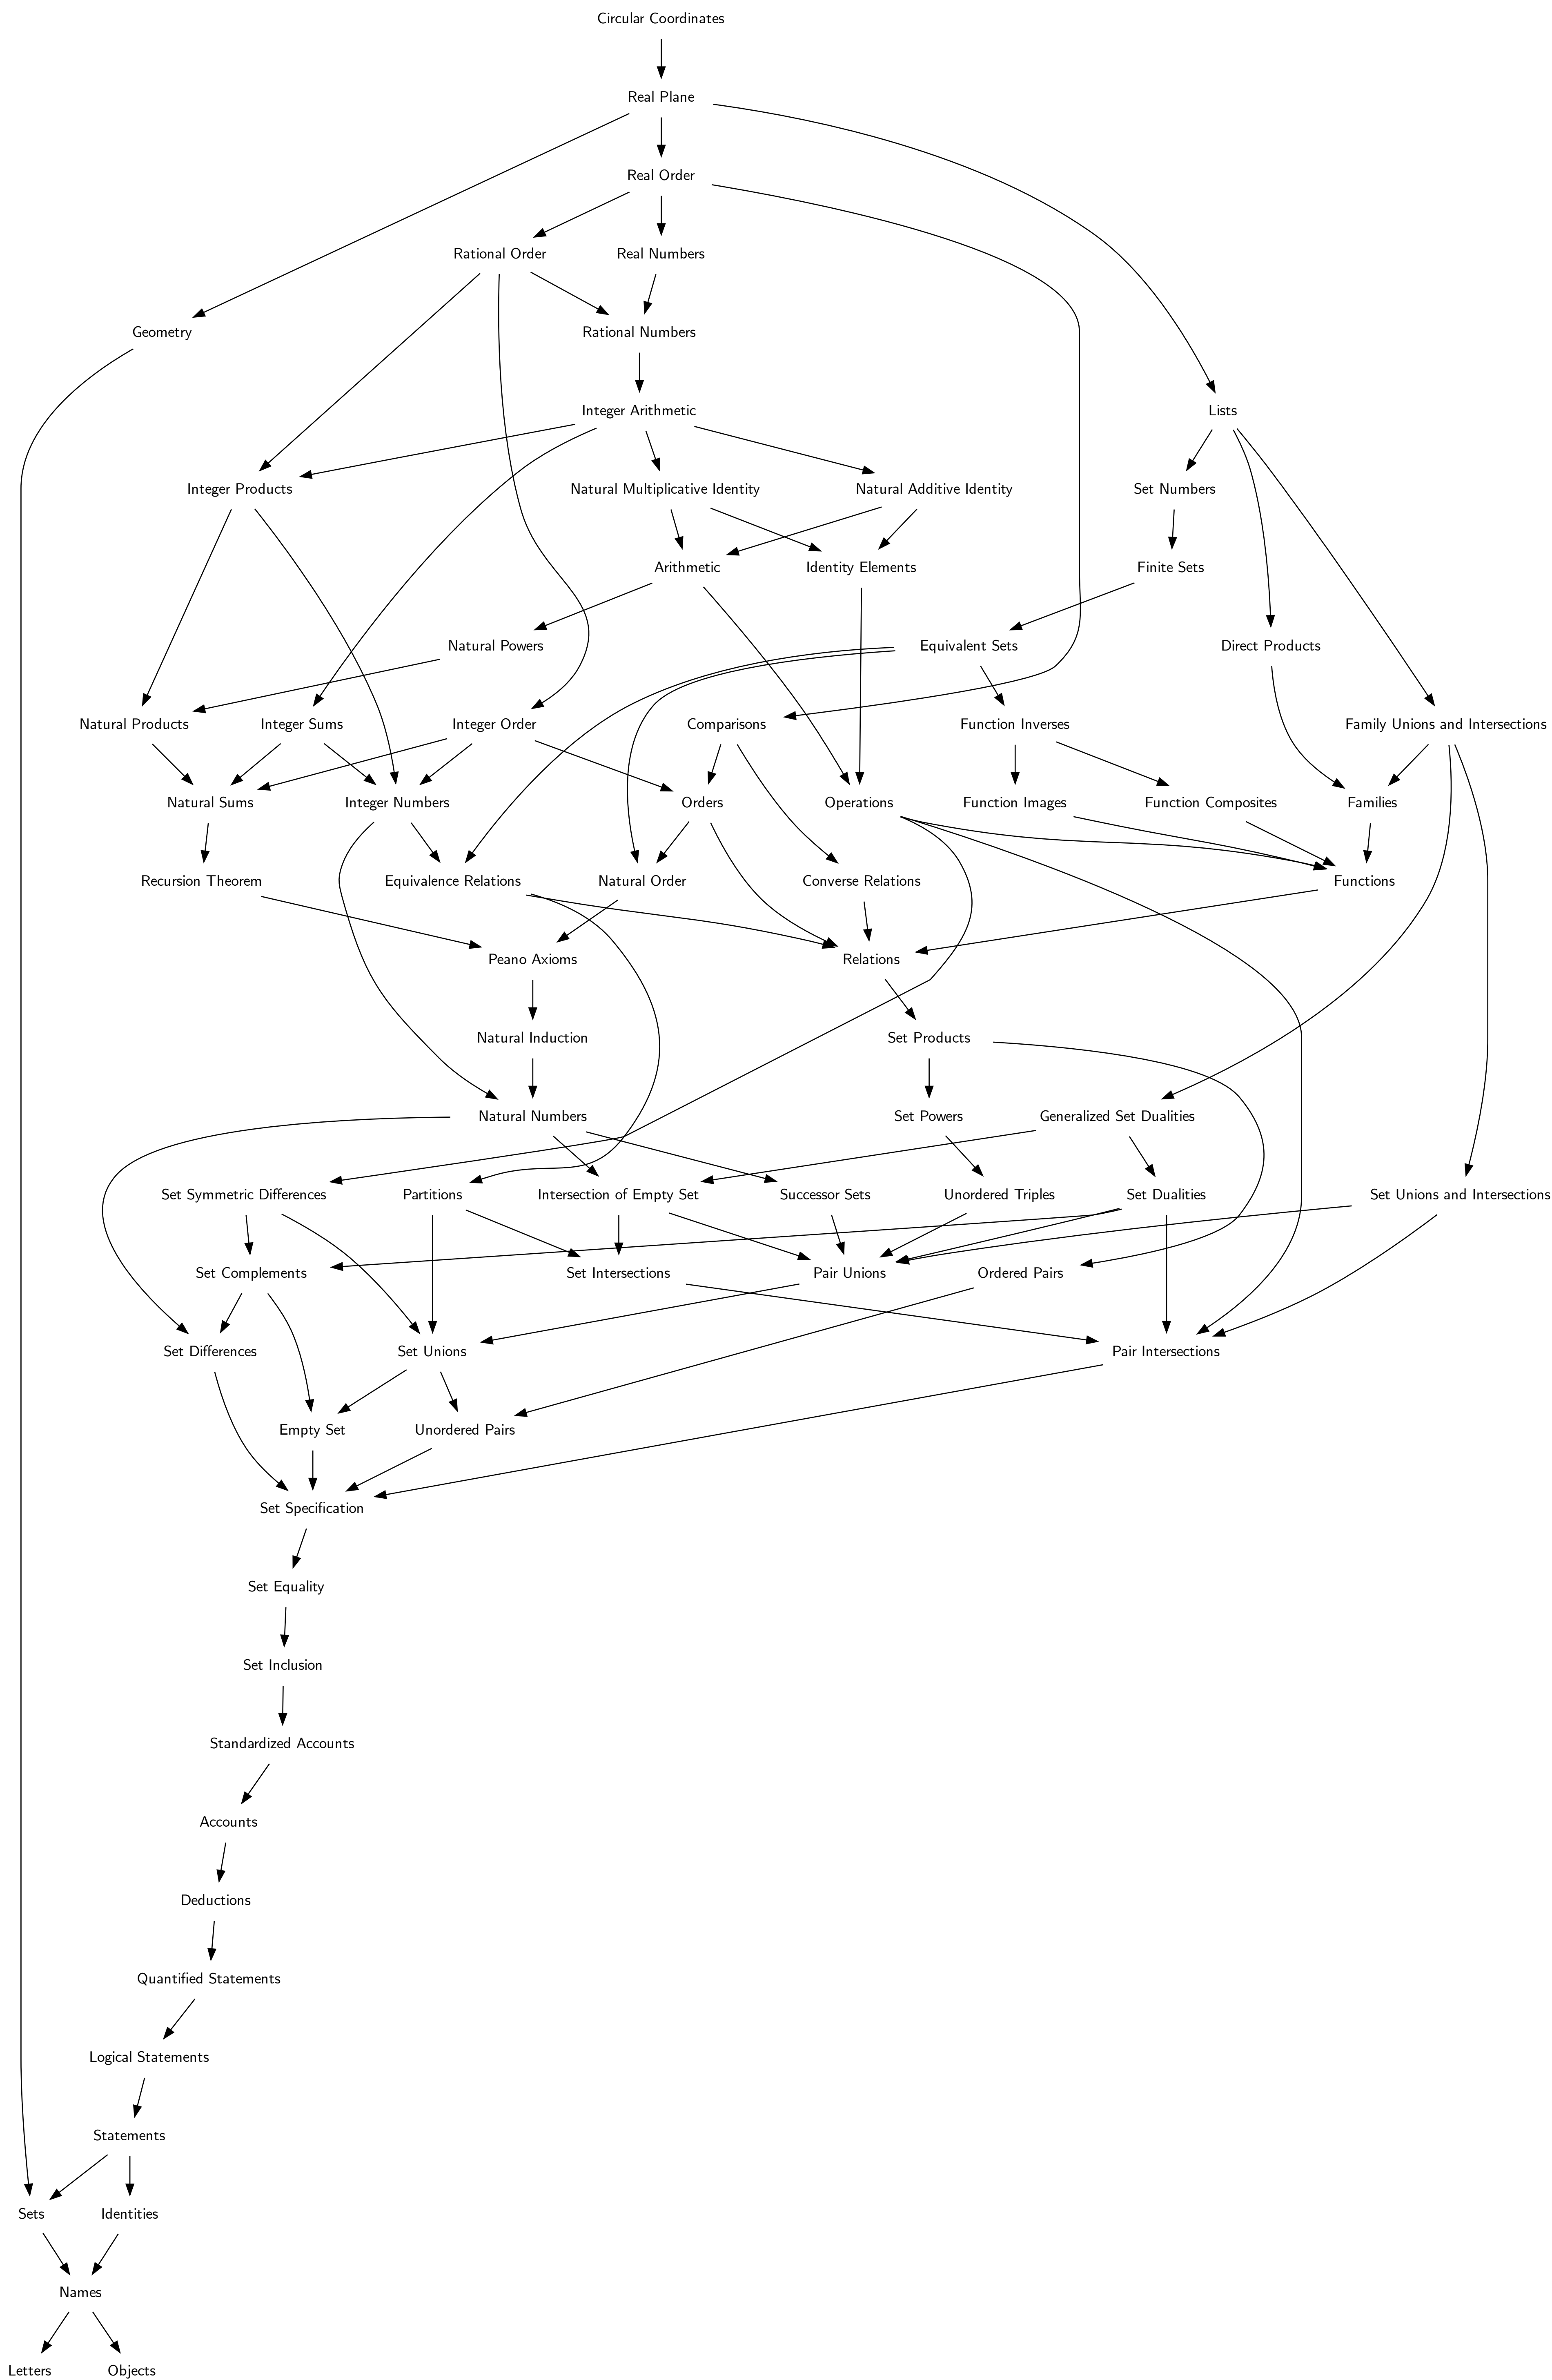 Circular Coordinates
Real Plane
Real Order
Rational Order
Real Numbers
Geometry
Rational Numbers
Integer Arithmetic
Lists
Integer Products
Natural Multiplicative Identity
Natural Additive Identity
Set Numbers
Arithmetic
Identity Elements
Finite Sets
Natural Powers
Equivalent Sets
Direct Products
Natural Products
Integer Sums
Integer Order
Comparisons
Function Inverses
Family Unions and Intersections
Natural Sums
Integer Numbers
Orders
Operations
Function Images
Function Composites
Families
Recursion Theorem
Equivalence Relations
Natural Order
Converse Relations
Functions
Peano Axioms
Relations
Natural Induction
Set Products
Natural Numbers
Set Powers
Generalized Set Dualities
Set Symmetric Differences
Partitions
Intersection of Empty Set
Successor Sets
Unordered Triples
Set Dualities
Set Unions and Intersections
Set Complements
Set Intersections
Pair Unions
Ordered Pairs
Set Differences
Set Unions
Pair Intersections
Empty Set
Unordered Pairs
Set Specification
Set Equality
Set Inclusion
Standardized Accounts
Accounts
Deductions
Quantified Statements
Logical Statements
Statements
Sets
Identities
Names
Letters
Objects